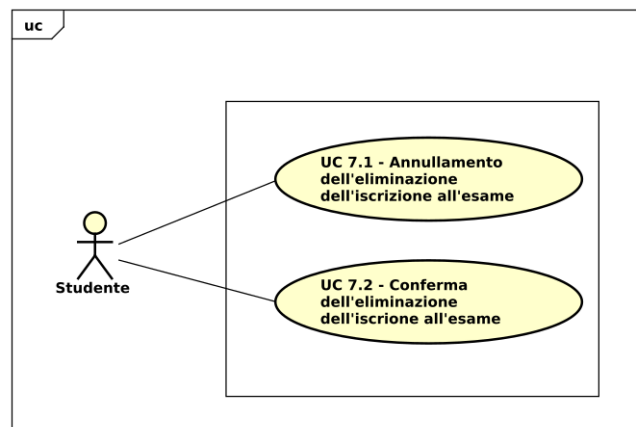 uc
UC 7.1 - Annullamento
dell'eliminazione
dell'iscrizione all'esame
Studente
UC 7.2 - Conferma
dell'eliminazione
dell'iscrione all'esame